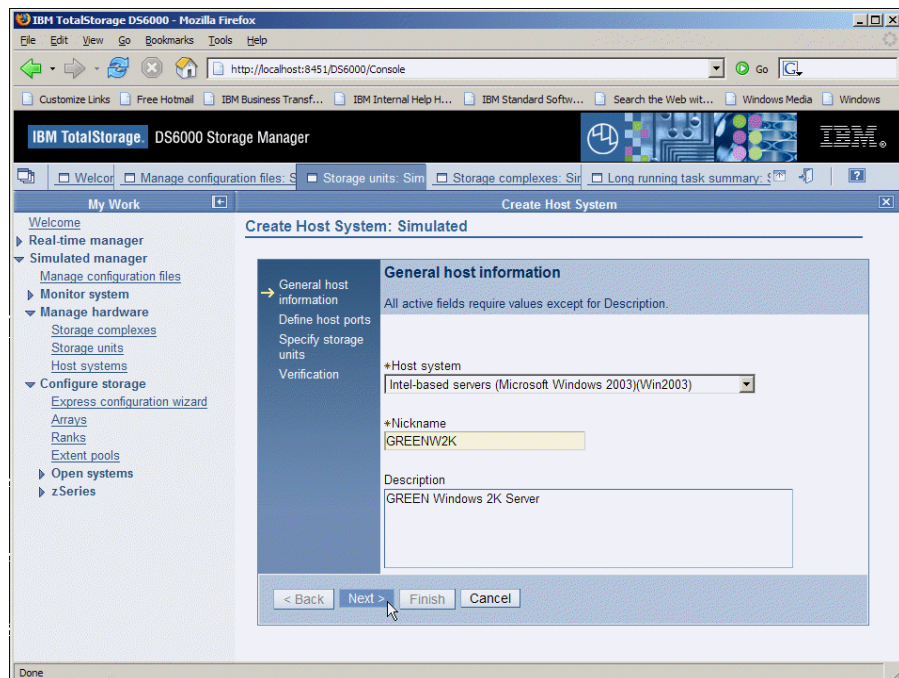 IBM TotalStorage DS6000 - Mozilla Firefox
File Edit View Go Bookmarks Tools Help
http://localhost:8451/DS6000/Console
Go
G
Customize Links Free Hotmail IBM Business Transf... IBM Internal Help H... IBM Standard Softw... Search the Web wit... Windows Media Windows
IBM TotalStorage. DS6000 Storage Manager
IBM
Welcor Manage configuration files: S Storage units: Sim Storage complexes: Sir Long running task summary: S ?
My Work
Create Host System
Welcome
Real-time manager
Simulated manager
Manage configuration files
Monitor system
Manage hardware
Storage complexes
Storage units
Host systems
Configure storage
Express configuration wizard
Arrays
Ranks
Extent pools
Open systems
zSeries
Create Host System: Simulated
General host information
Define host ports
Specify storage units
Verification
General host information
All active fields require values except for Description.
*Host system
Intel-based servers (Microsoft Windows 2003)(Win2003)
*Nickname
GREENW2K
Description
GREEN Windows 2K Server
< Back Next > Finish Cancel
Done